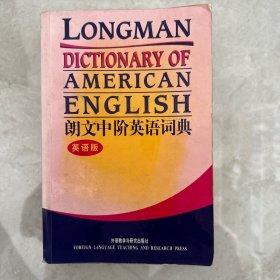 LONGMAN
DICTIONARY OF
AMERICAN
ENGLISH
朗文中阶英语词典
英语版
外语教学与研究出版社
FOREIGN LANGUAGE TEACHING AND RESEARCH PRESS